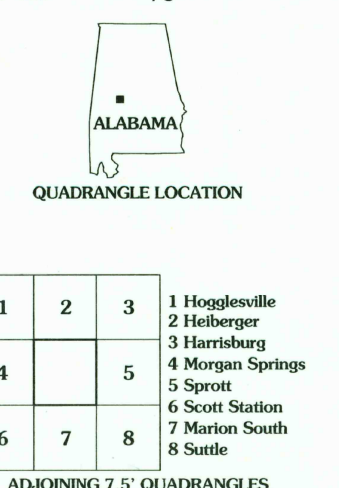 ALABAMA
QUADRANGLE LOCATION
1 2 3
4 5
6 7 8
1 Hogglesville
2 Heiberger
3 Harrisburg
4 Morgan Springs
5 Sprott
6 Scott Station
7 Marion South
8 Suttle
ADJOINING 7.5' QUADRANGLES